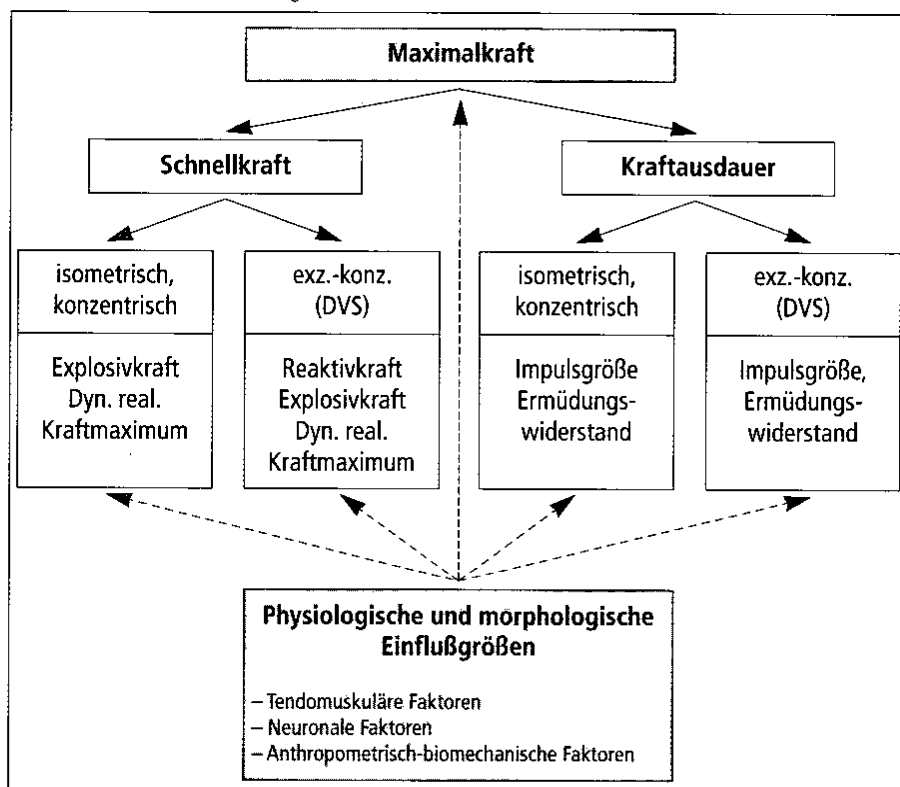 Maximalkraft
Schnellkraft
Kraftausdauer
isometrisch,
konzentrisch
Explosivkraft
Dyn. real.
Kraftmaximum
exz.-konz.
(DVS)
Reaktivkraft
Explosivkraft
Dyn. real.
Kraftmaximum
isometrisch,
konzentrisch
Impulsgröße
Ermüdungs-
widerstand
exz.-konz.
(DVS)
Impulsgröße,
Ermüdungs-
widerstand
Physiologische und morphologische
Einflußgrößen
– Tendomuskuläre Faktoren
– Neuronale Faktoren
– Anthropometrisch-biomechanische Faktoren